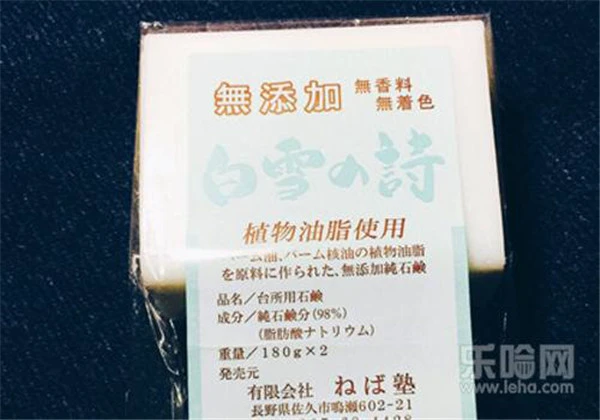 無添加 無香料
無着色
白雪の詩
植物油脂使用
パーム油、パーム核油の植物油脂
を原料に作られた、無添加純石鹸
品名/台所用石鹸
成分/純石鹸分(98%)
(脂肪酸ナトリウム)
重量/180g×2
発売元
有限会社 ねば塾
長野県佐久市鳴瀬602-21
乐哈网
www.leha.com